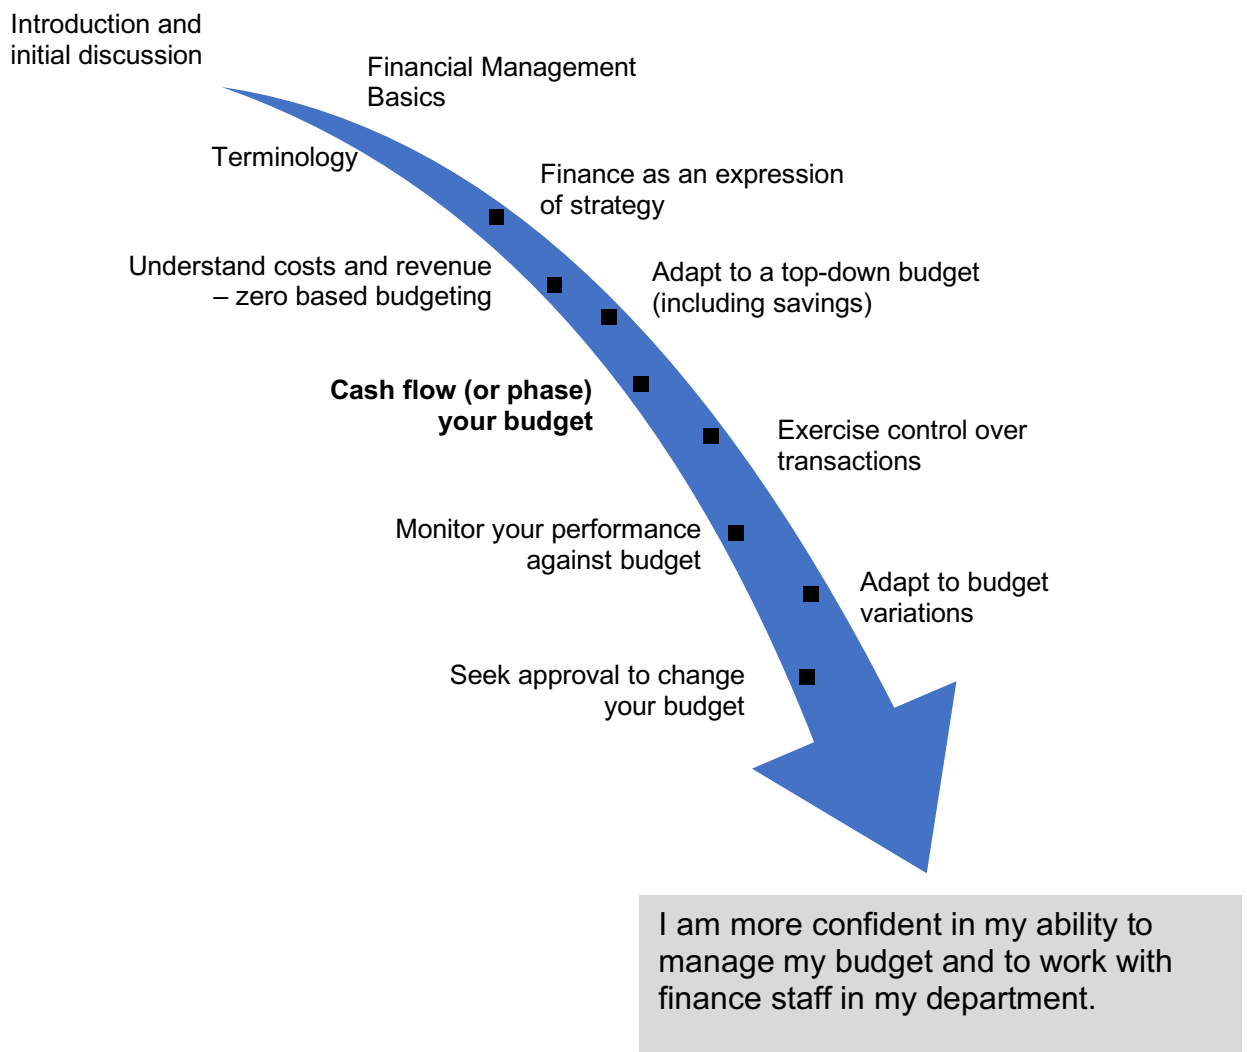 Introduction and
initial discussion
Financial Management
Basics
Terminology
Finance as an expression
of strategy
Understand costs and revenue
– zero based budgeting
Adapt to a top-down budget
(including savings)
Cash flow (or phase)
your budget
Exercise control over
transactions
Monitor your performance
against budget
Adapt to budget
variations
Seek approval to change
your budget
I am more confident in my ability to
manage my budget and to work with
finance staff in my department.